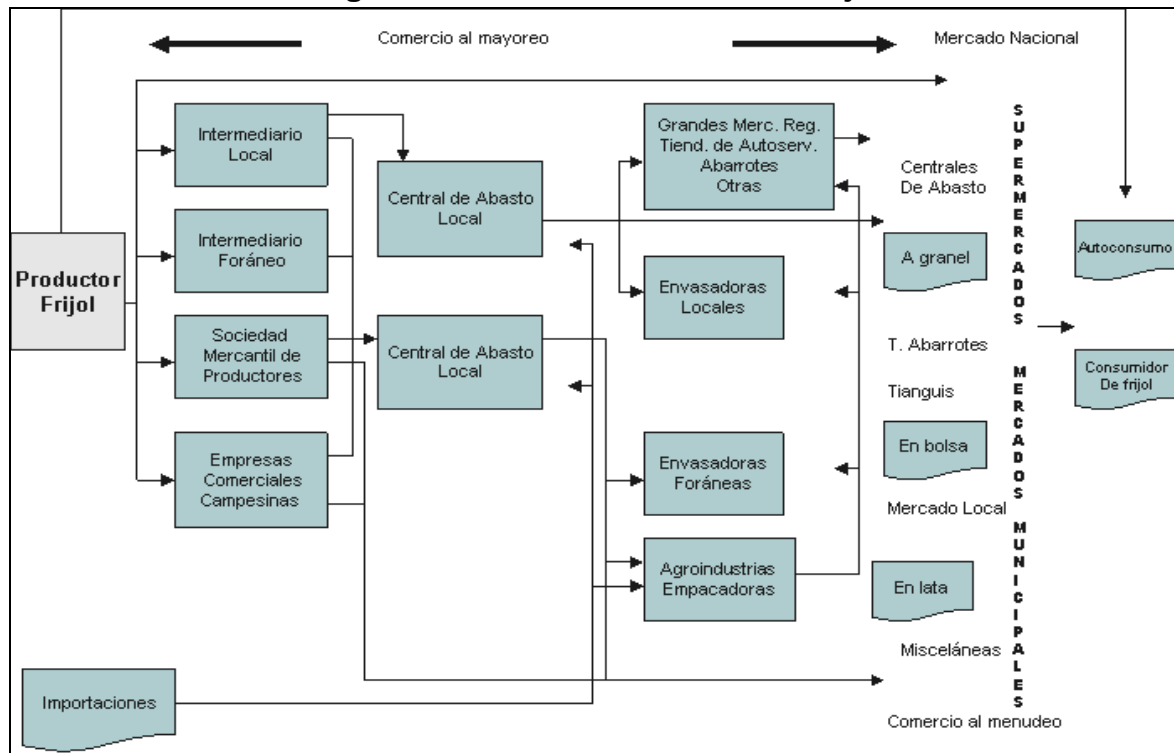 Comercio al mayoreo
Mercado Nacional
Productor
Frijol
Intermediario
Local
Intermediario
Foráneo
Sociedad
Mercantil de
Productores
Empresas
Comerciales
Campesinas
Importaciones
Central de Abasto
Local
Central de Abasto
Local
Grandes Merc. Reg.
Tiend. de Autoserv.
Abarrotes
Otras
Envasadoras
Locales
Envasadoras
Foráneas
Agroindustrias
Empacadoras
Centrales
De Abasto
A granel
T. Abarrotes
Tianguis
En bolsa
Mercado Local
En lata
Misceláneas
Comercio al menudeo
SUPERMERCADOS
MERCADOS
MUNICIPALES
Autoconsumo
Consumidor
De frijol